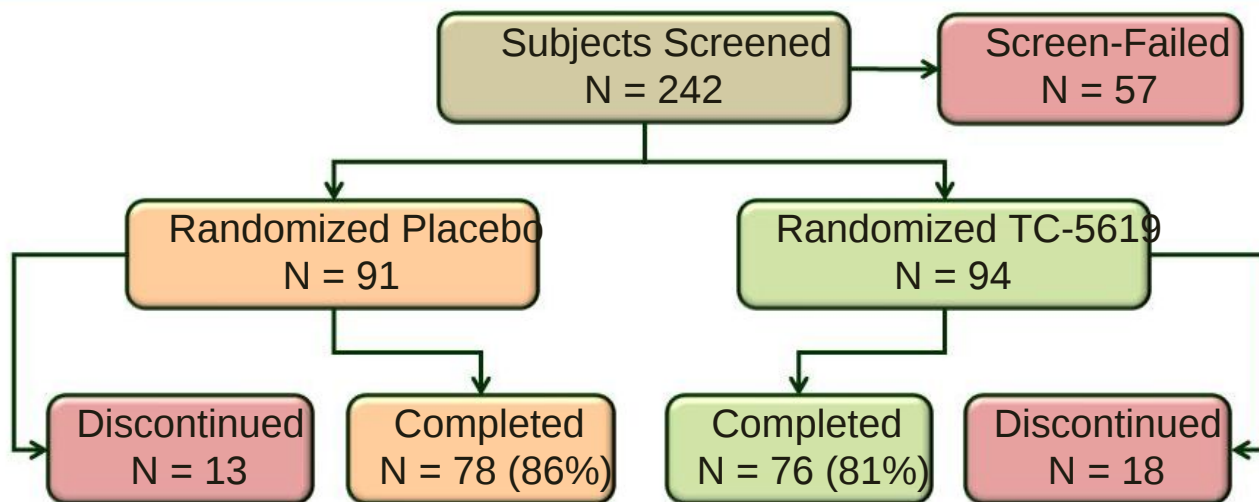 Subjects Screened
N = 242
Screen-Failed
N = 57
Randomized Placebo
N = 91
Randomized TC-5619
N = 94
Discontinued
N = 13
Completed
N = 78 (86%)
Completed
N = 76 (81%)
Discontinued
N = 18